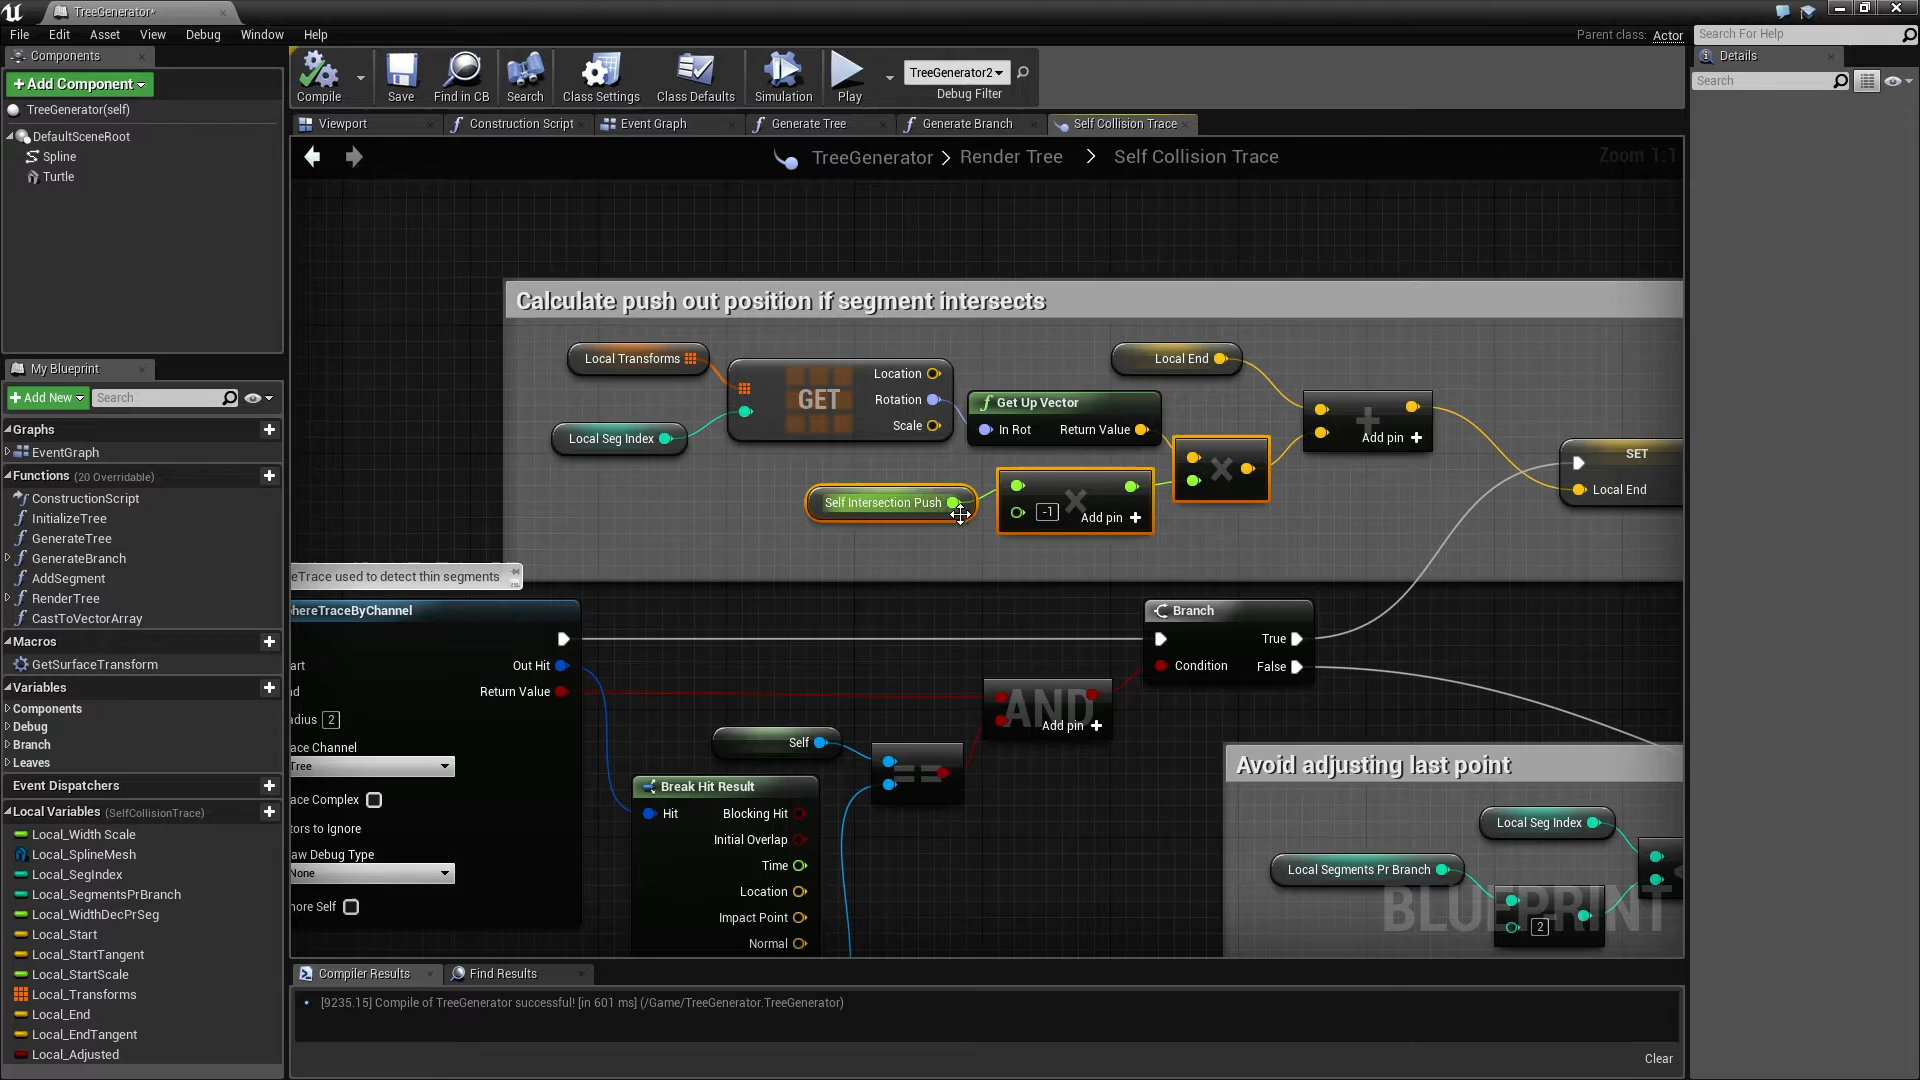 TreeGenerator*
File
Edit
Asset
View
Debug
Window
Help
Parent class: Actor
Search For Help
Components
+Add Component
TreeGenerator(self)
DefaultSceneRoot
Spline
Turtle
Compile
Save
Find in CB
Search
Class Settings
Class Defaults
Simulation
Play
TreeGenerator2
Debug Filter
Details
Search
Viewport
Construction Script
Event Graph
Generate Tree
Generate Branch
Self Collision Trace
TreeGenerator > Render Tree > Self Collision Trace
Zoom 1:1
Calculate push out position if segment intersects
Local Transforms
GET
Location
Rotation
Scale
Local Seg Index
Get Up Vector
In Rot
Return Value
Local End
Add pin +
Self Intersection Push
-1
Add pin +
SET
Local End
eTrace used to detect thin segments
hereTraceByChannel
art
Out Hit
d
Return Value
adius 2
ace Channel
Tree
ace Complex
tors to Ignore
aw Debug Type
None
nore Self
Branch
True
Condition
False
AND
Add pin +
Self
==
Break Hit Result
Hit
Blocking Hit
Initial Overlap
Time
Location
Impact Point
Normal
Avoid adjusting last point
Local Seg Index
Local Segments Pr Branch
2
BLUEPRINT
My Blueprint
+Add New
Search
Graphs
EventGraph
Functions (20 Overridable)
ConstructionScript
InitializeTree
GenerateTree
GenerateBranch
AddSegment
RenderTree
CastToVectorArray
Macros
GetSurfaceTransform
Variables
Components
Debug
Branch
Leaves
Event Dispatchers
Local Variables (SelfCollisionTrace)
Local_Width Scale
Local_SplineMesh
Local_SegIndex
Local_SegmentsPrBranch
Local_WidthDecPrSeg
Local_Start
Local_StartTangent
Local_StartScale
Local_Transforms
Local_End
Local_EndTangent
Local_Adjusted
Compiler Results
Find Results
[9235.15] Compile of TreeGenerator successful! [in 601 ms] (/Game/TreeGenerator.TreeGenerator)
Clear